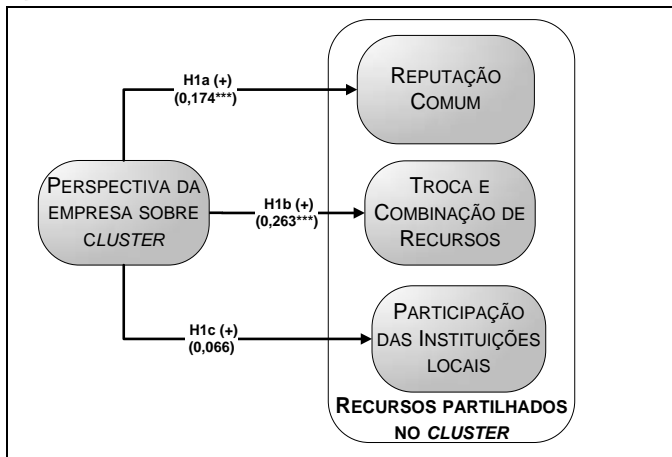 H1a (+)
(0,174***)
REPUTAÇÃO
COMUM
PERSPECTIVA DA
EMPRESA SOBRE
CLUSTER
H1b (+)
(0,263***)
TROCA E
COMBINAÇÃO DE
RECURSOS
H1c (+)
(0,066)
PARTICIPAÇÃO
DAS INSTITUIÇÕES
LOCAIS
RECURSOS PARTILHADOS
NO CLUSTER